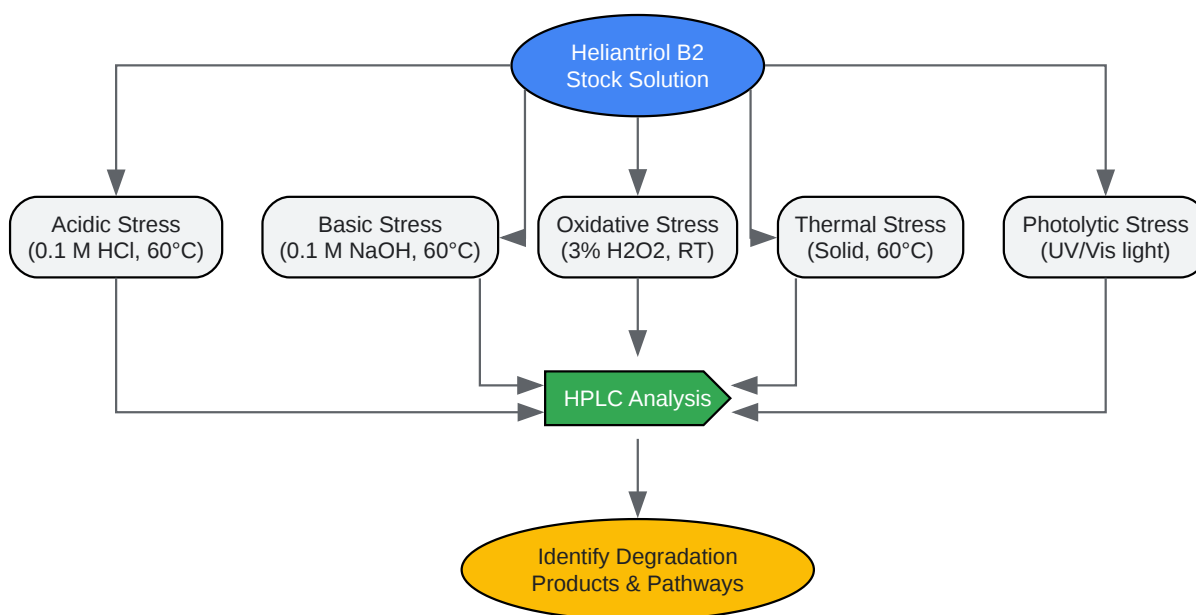 Heliantriol B2
Stock Solution
Acidic Stress
(0.1 M HCl, 60°C)
Basic Stress
(0.1 M NaOH, 60°C)
Oxidative Stress
(3% H2O2, RT)
Thermal Stress
(Solid, 60°C)
Photolytic Stress
(UV/Vis light)
HPLC Analysis
Identify Degradation
Products & Pathways